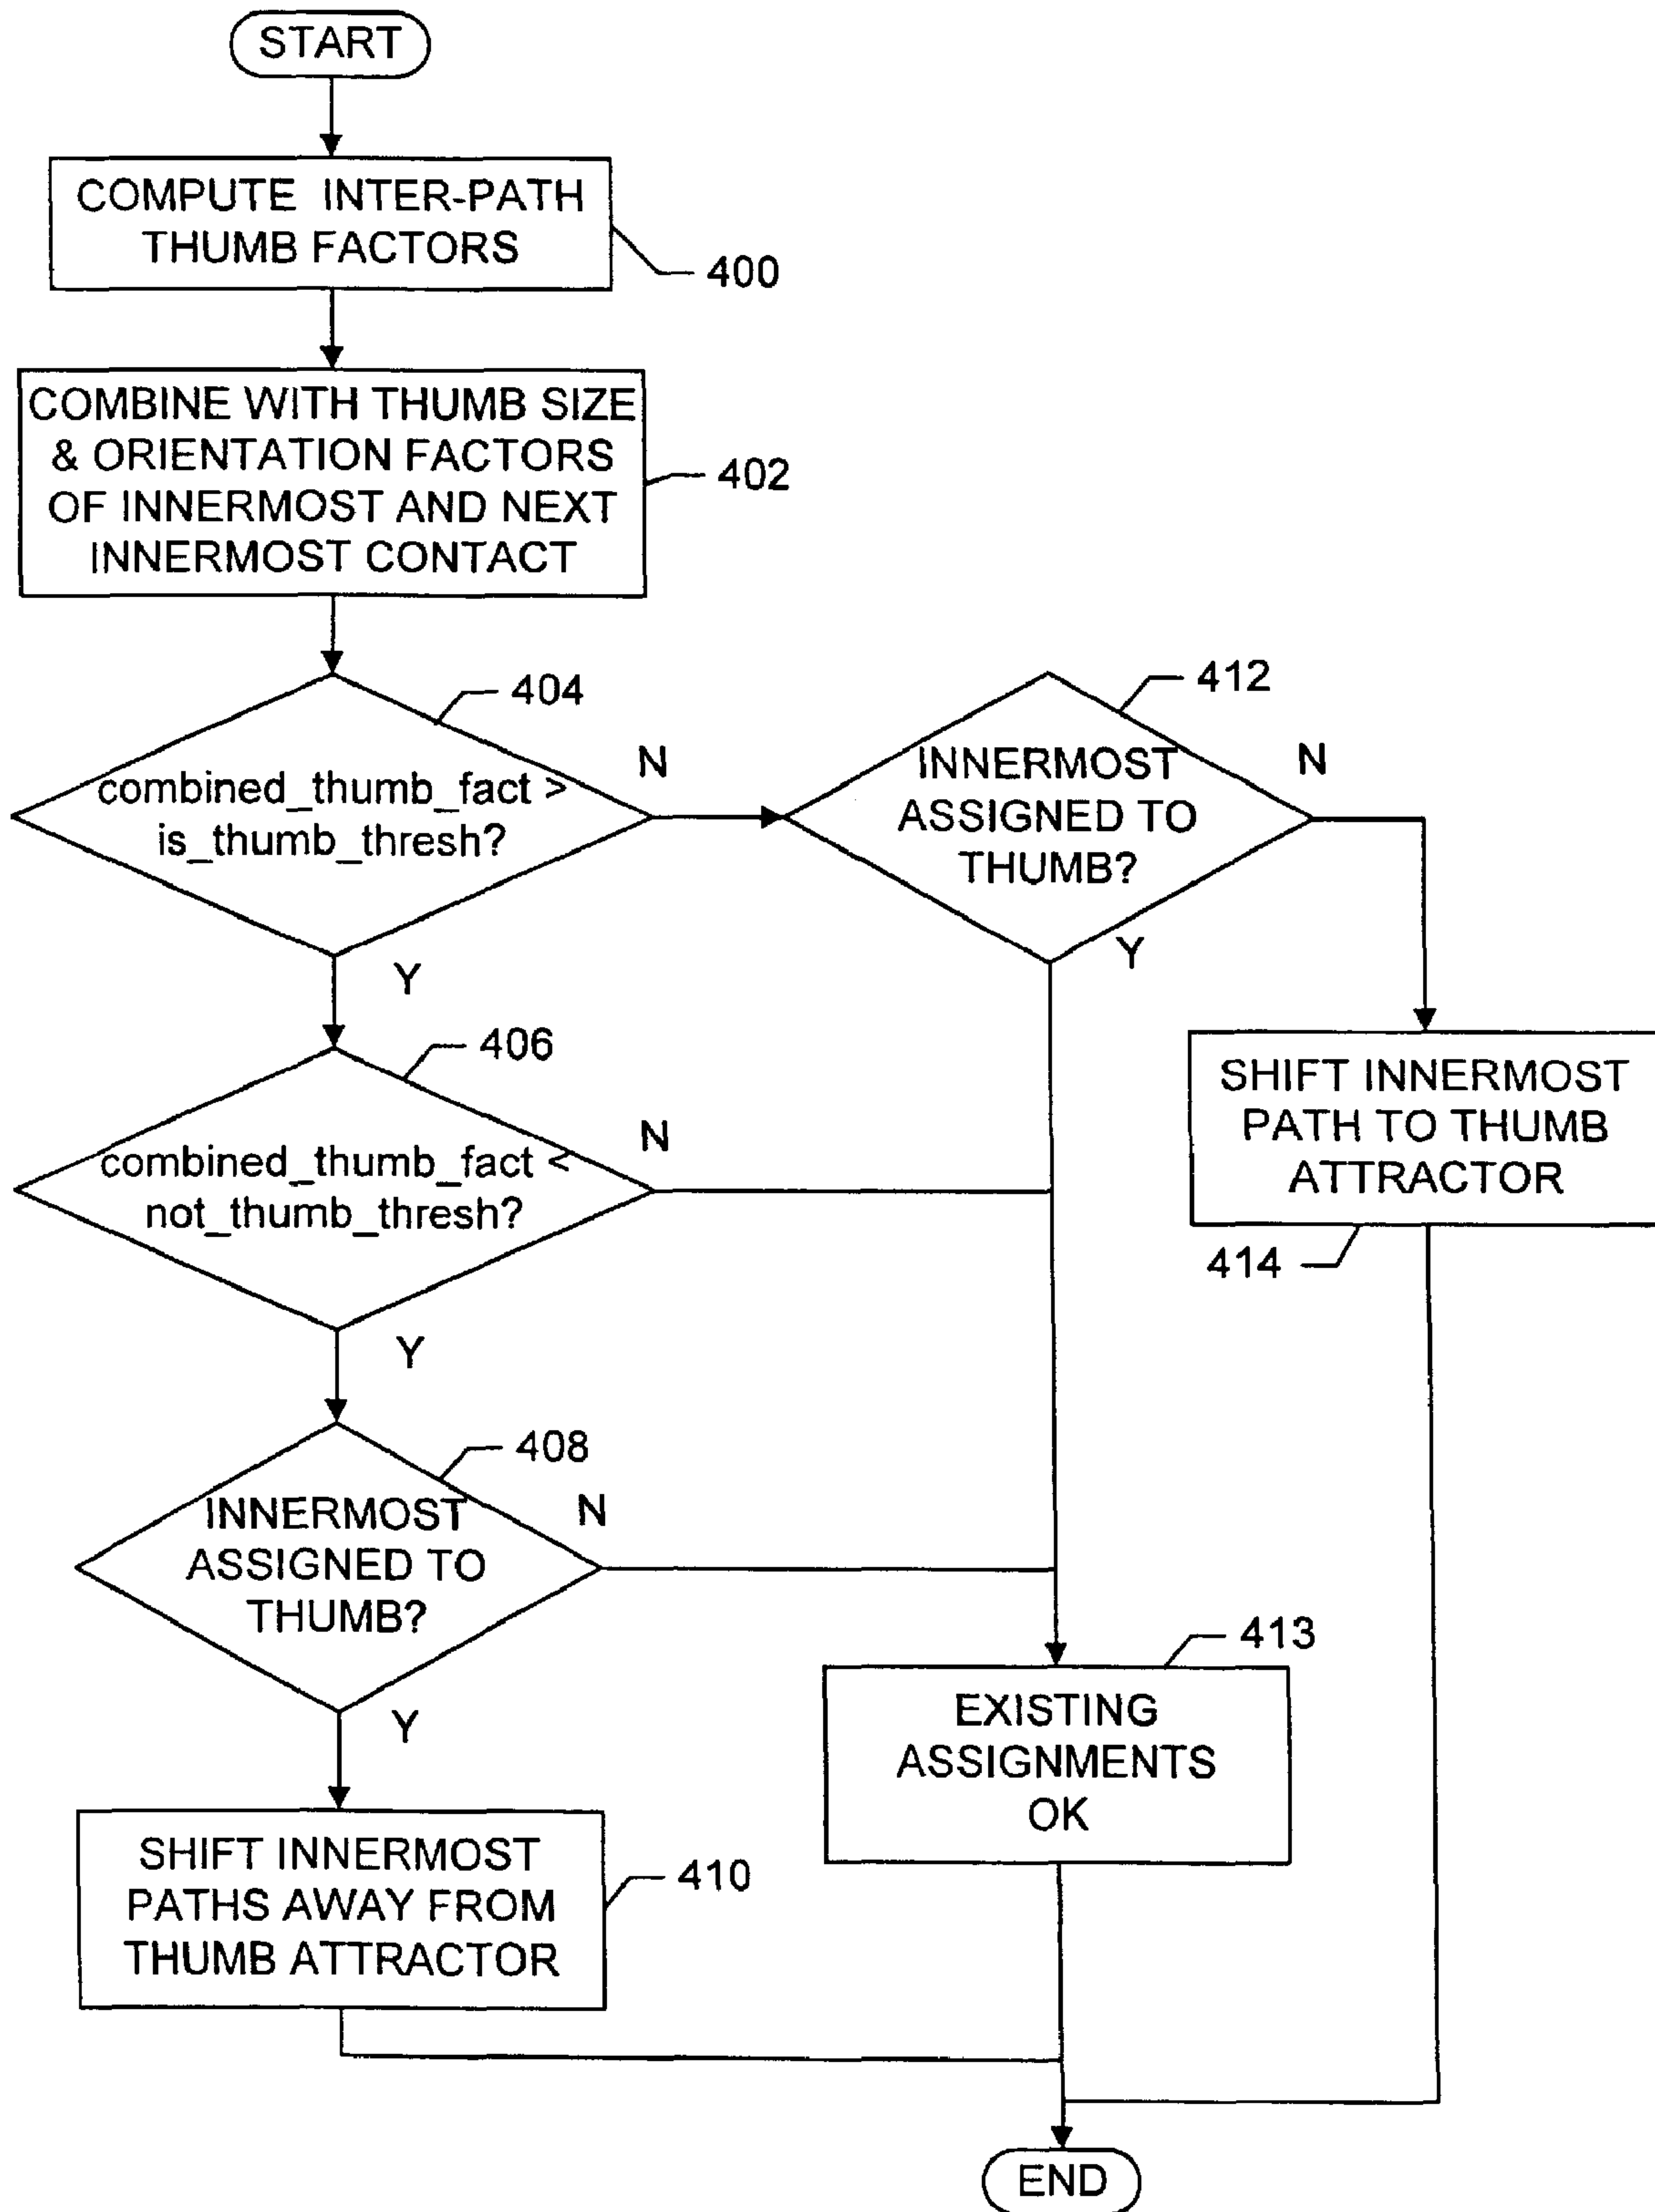 START
COMPUTE INTER-PATH
THUMB FACTORS
400
COMBINE WITH THUMB SIZE
& ORIENTATION FACTORS
OF INNERMOST AND NEXT
INNERMOST CONTACT
402
404
combined_thumb_fact >
is_thumb_thresh?
N
Y
412
INNERMOST
ASSIGNED TO
THUMB?
N
Y
406
combined_thumb_fact <
not_thumb_thresh?
N
Y
SHIFT INNERMOST
PATH TO THUMB
ATTRACTOR
414
408
INNERMOST
ASSIGNED TO
THUMB?
N
Y
413
EXISTING
ASSIGNMENTS
OK
SHIFT INNERMOST
PATHS AWAY FROM
THUMB ATTRACTOR
410
END